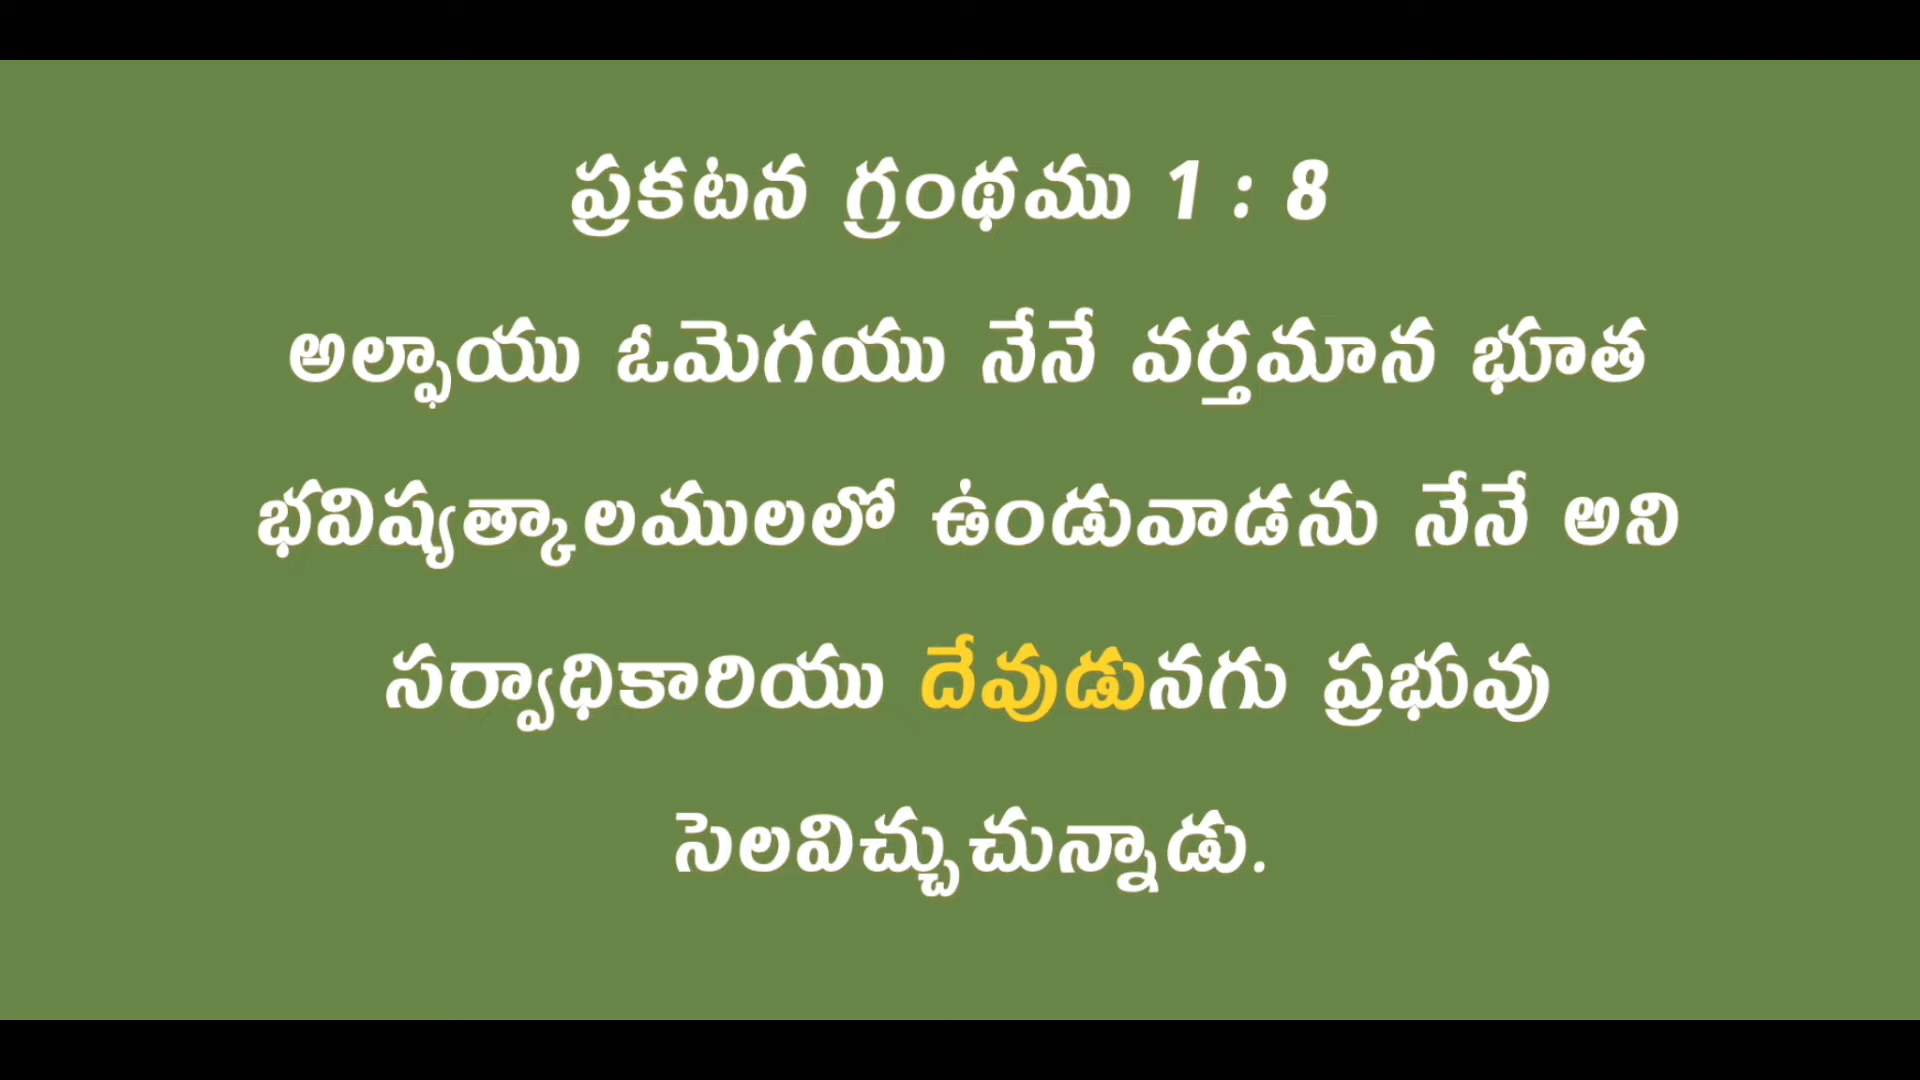 ప్రకటన గ్రంథము 1 : 8
అల్ఫాయు ఓమెగయు నేనే వర్తమాన భూత
భవిష్యత్కాలములలో ఉండువాడను నేనే అని
సర్వాధికారియు దేవుడునగు ప్రభువు
సెలవిచ్చుచున్నాడు.